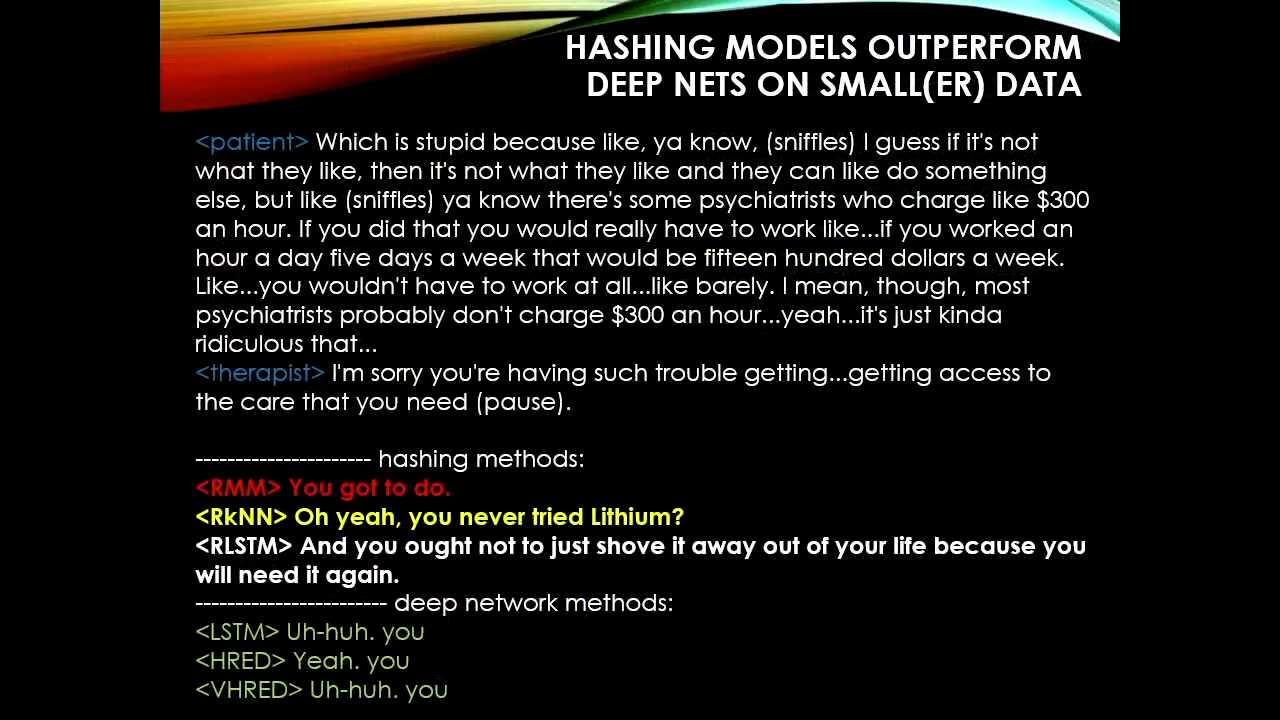 HASHING MODELS OUTPERFORM
DEEP NETS ON SMALL(ER) DATA
<patient> Which is stupid because like, ya know, (sniffles) I guess if it's not
what they like, then it's not what they like and they can like do something
else, but like (sniffles) ya know there's some psychiatrists who charge like $300
an hour. If you did that you would really have to work like...if you worked an
hour a day five days a week that would be fifteen hundred dollars a week.
Like...you wouldn't have to work at all...like barely. I mean, though, most
psychiatrists probably don't charge $300 an hour...yeah...it's just kinda
ridiculous that...
<therapist> I'm sorry you're having such trouble getting...getting access to
the care that you need (pause).
---------------------- hashing methods:
<RMM> You got to do.
<RkNN> Oh yeah, you never tried Lithium?
<RLSTM> And you ought not to just shove it away out of your life because you
will need it again.
------------------------ deep network methods:
<LSTM> Uh-huh. you
<HRED> Yeah. you
<VHRED> Uh-huh. you